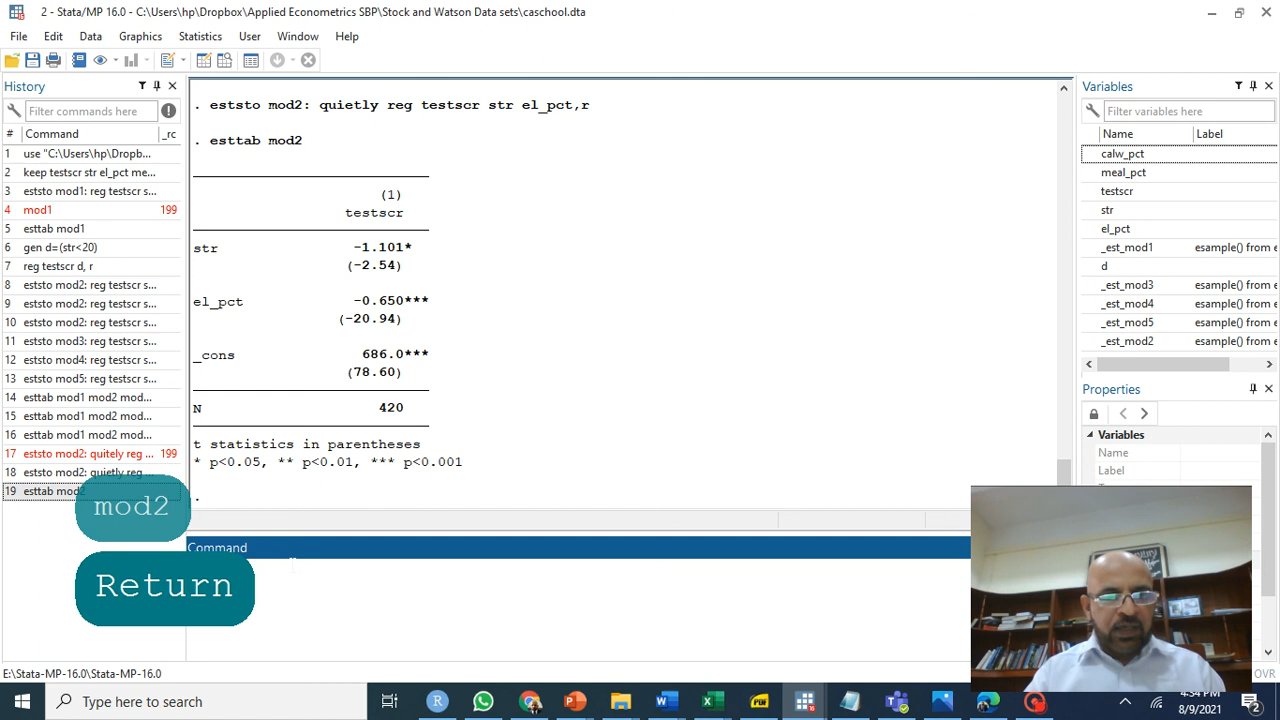 2 - Stata/MP 16.0 - C:\Users\hp\Dropbox\Applied Econometrics SBP\Stock and Watson Data sets\caschool.dta
File Edit Data Graphics Statistics User Window Help
History
Filter commands here
# Command _rc
1 use "C:\Users\hp\Dropb...
2 keep testscr str el_pct me...
3 eststo mod1: reg testscr s...
4 mod1 199
5 esttab mod1
6 gen d=(str<20)
7 reg testscr d, r
8 eststo mod2: reg testscr s...
9 eststo mod2: reg testscr s...
10 eststo mod2: reg testscr s...
11 eststo mod3: reg testscr s...
12 eststo mod4: reg testscr s...
13 eststo mod5: reg testscr s...
14 esttab mod1 mod2 mod...
15 esttab mod1 mod2 mod...
16 esttab mod1 mod2 mod...
17 eststo mod2: quitely reg ... 199
18 eststo mod2: quietly reg ...
19 esttab mod2
. eststo mod2: quietly reg testscr str el_pct,r
. esttab mod2
(1)
testscr
str -1.101*
(-2.54)
el_pct -0.650***
(-20.94)
_cons 686.0***
(78.60)
N 420
t statistics in parentheses
* p<0.05, ** p<0.01, *** p<0.001
.
Command
mod2
Return
Variables
Filter variables here
Name Label
calw_pct
meal_pct
testscr
str
el_pct
_est_mod1 esample() from e
d
_est_mod3 esample() from e
_est_mod4 esample() from e
_est_mod5 esample() from e
_est_mod2 esample() from e
Properties
Variables
Name
Label
E:\Stata-MP-16.0\Stata-MP-16.0
OVR
Type here to search
4:54 PM
8/9/2021
2